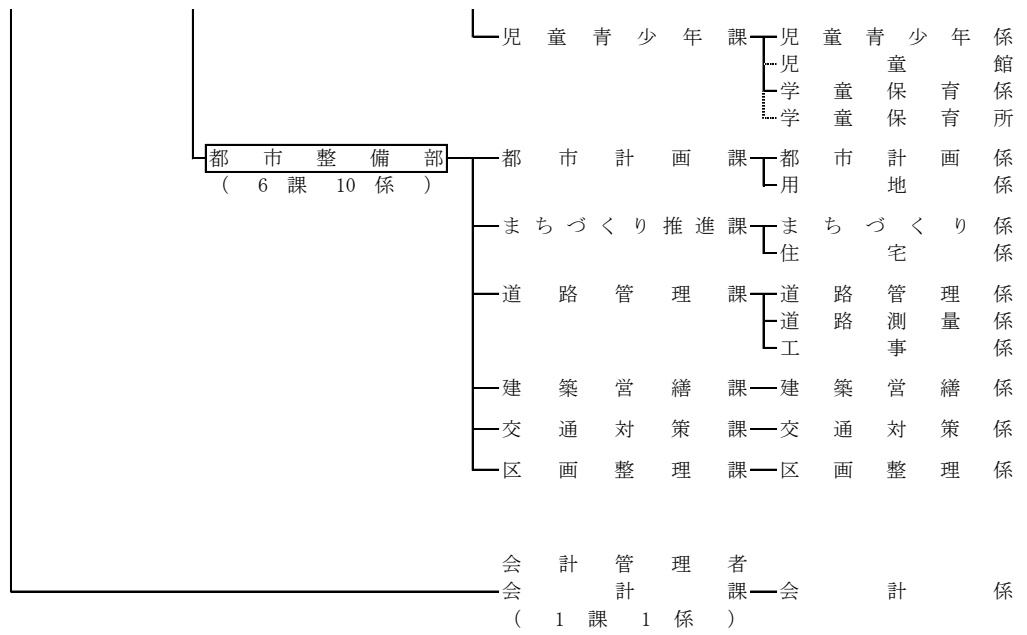 児童青少年課 児童青少年係
児童館
学童保育係
学童保育所
都市整備部 都市計画課 都市計画係
(6課10係) 用地係
まちづくり推進課 まちづくり係
住宅係
道路管理課 道路管理係
道路測量係
工事係
建築営繕課 建築営繕係
交通対策課 交通対策係
区画整理課 区画整理係
会計管理者
会計課 会計係
(1課1係)